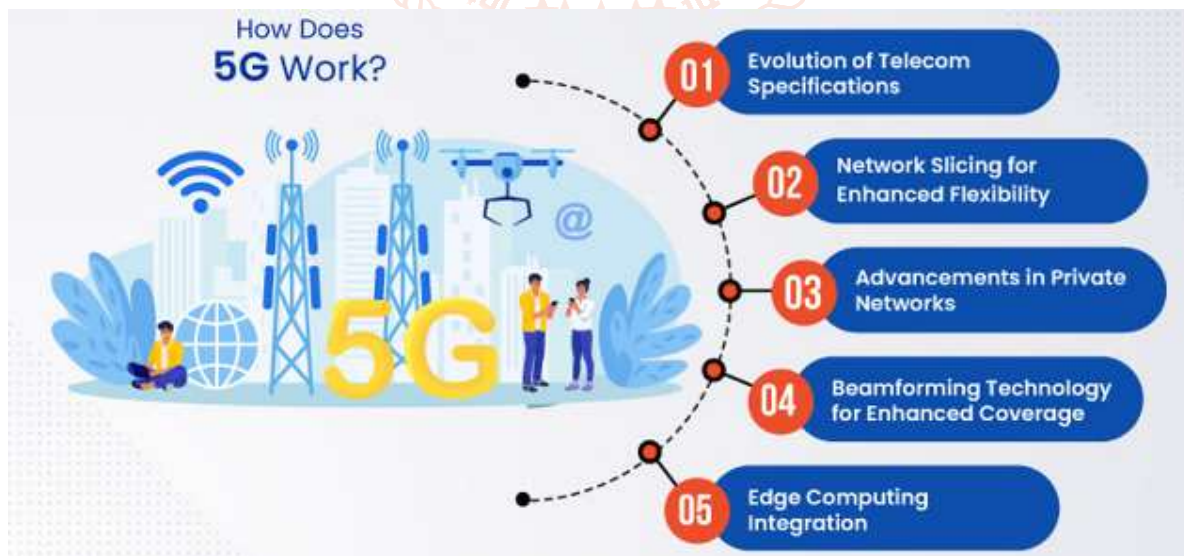 How Does
5G Work?
@
5G
01
Evolution of Telecom
Specifications
02
Network Slicing for
Enhanced Flexibility
03
Advancements in Private
Networks
04
Beamforming Technology
for Enhanced Coverage
05
Edge Computing
Integration